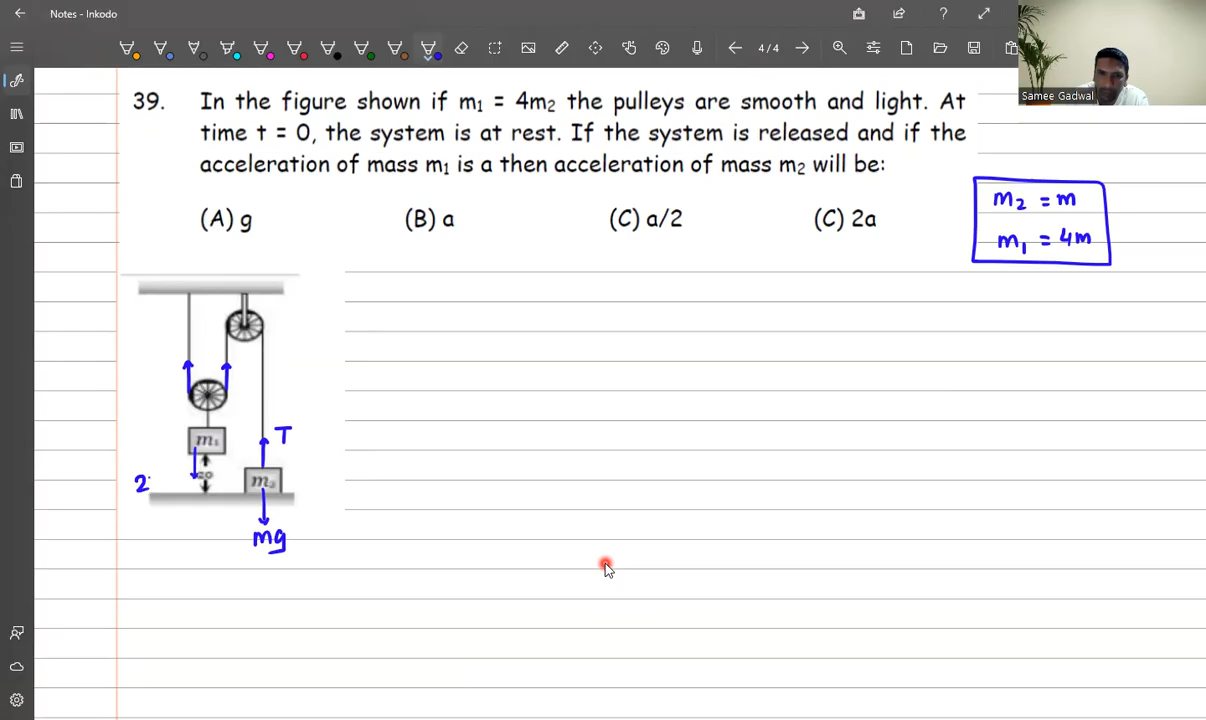 Notes - Inkodo
4/4
Samee Gadwal
39. In the figure shown if m₁ = 4m₂ the pulleys are smooth and light. At
time t = 0, the system is at rest. If the system is released and if the
acceleration of mass m₁ is a then acceleration of mass m₂ will be:
(A) g (B) a (C) a/2 (C) 2a
m₂ = m
m₁ = 4m
T
m₁
2
m₂
mg